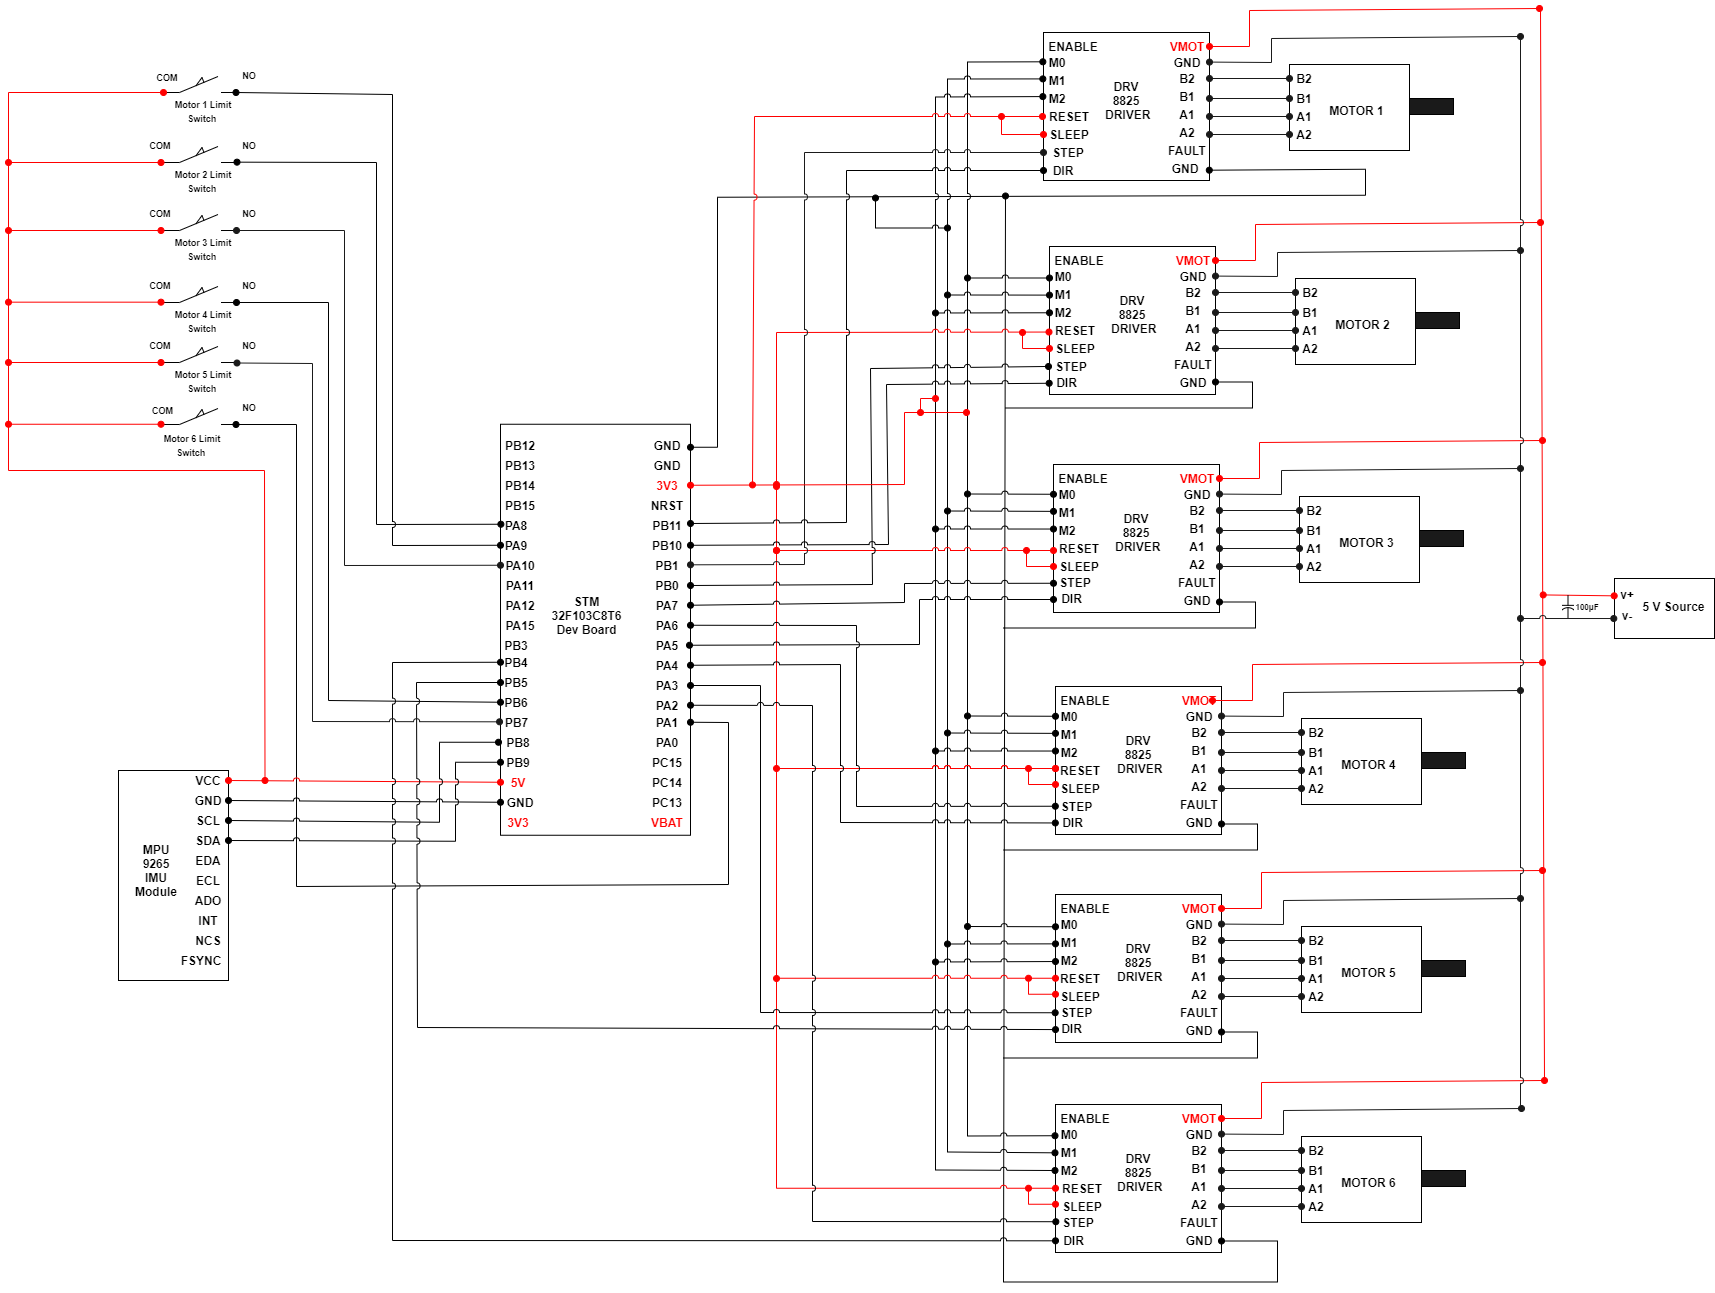 COM
NO
Motor 1 Limit
Switch
COM
NO
Motor 2 Limit
Switch
COM
NO
Motor 3 Limit
Switch
COM
NO
Motor 4 Limit
Switch
COM
NO
Motor 5 Limit
Switch
COM
NO
Motor 6 Limit
Switch
MPU
9265
IMU
Module
VCC
GND
SCL
SDA
EDA
ECL
ADO
INT
NCS
FSYNC
STM
32F103C8T6
Dev Board
PB12
PB13
PB14
PB15
PA8
PA9
PA10
PA11
PA12
PA15
PB3
PB4
PB5
PB6
PB7
PB8
PB9
5V
GND
3V3
GND
GND
3V3
NRST
PB11
PB10
PB1
PB0
PA7
PA6
PA5
PA4
PA3
PA2
PA1
PA0
PC15
PC14
PC13
VBAT
ENABLE
M0
M1
M2
RESET
SLEEP
STEP
DIR
DRV
8825
DRIVER
VMOT
GND
B2
B1
A1
A2
FAULT
GND
B2
B1
A1
A2
MOTOR 1
ENABLE
M0
M1
M2
RESET
SLEEP
STEP
DIR
DRV
8825
DRIVER
VMOT
GND
B2
B1
A1
A2
FAULT
GND
B2
B1
A1
A2
MOTOR 2
ENABLE
M0
M1
M2
RESET
SLEEP
STEP
DIR
DRV
8825
DRIVER
VMOT
GND
B2
B1
A1
A2
FAULT
GND
B2
B1
A1
A2
MOTOR 3
ENABLE
M0
M1
M2
RESET
SLEEP
STEP
DIR
DRV
8825
DRIVER
VMOT
GND
B2
B1
A1
A2
FAULT
GND
B2
B1
A1
A2
MOTOR 4
ENABLE
M0
M1
M2
RESET
SLEEP
STEP
DIR
DRV
8825
DRIVER
VMOT
GND
B2
B1
A1
A2
FAULT
GND
B2
B1
A1
A2
MOTOR 5
ENABLE
M0
M1
M2
RESET
SLEEP
STEP
DIR
DRV
8825
DRIVER
VMOT
GND
B2
B1
A1
A2
FAULT
GND
B2
B1
A1
A2
MOTOR 6
100µF
V+
V-
5 V Source